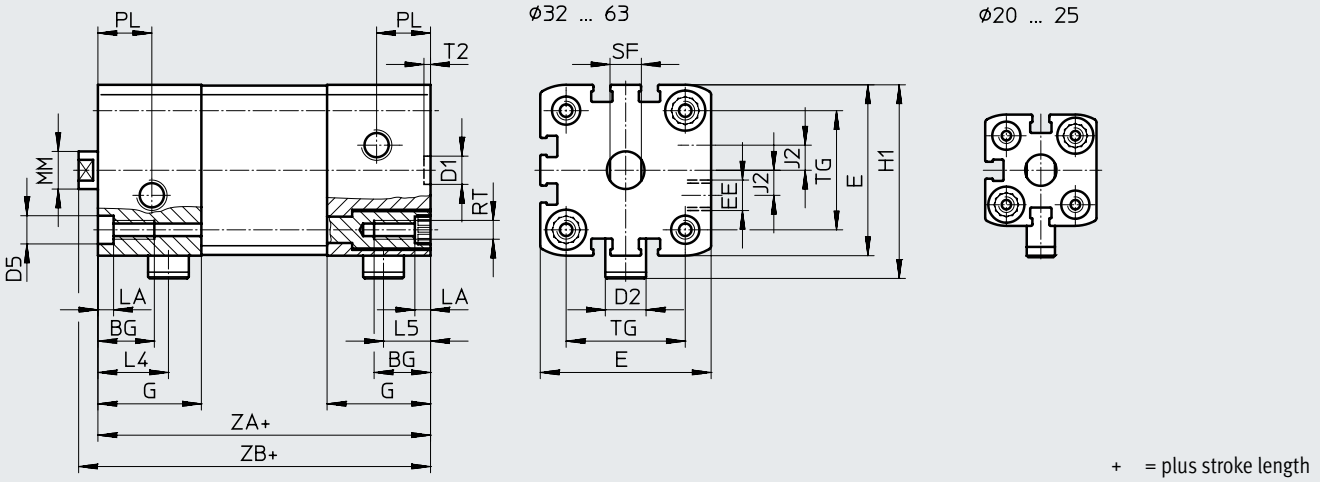 PL
PL
T2
MM
D1
RT
D5
LA
LA
BG
L5
L4
BG
G
G
ZA+
ZB+
ø32 ... 63
SF
J2
EE
J2
TG
E
H1
D2
TG
E
ø20 ... 25
+ = plus stroke length